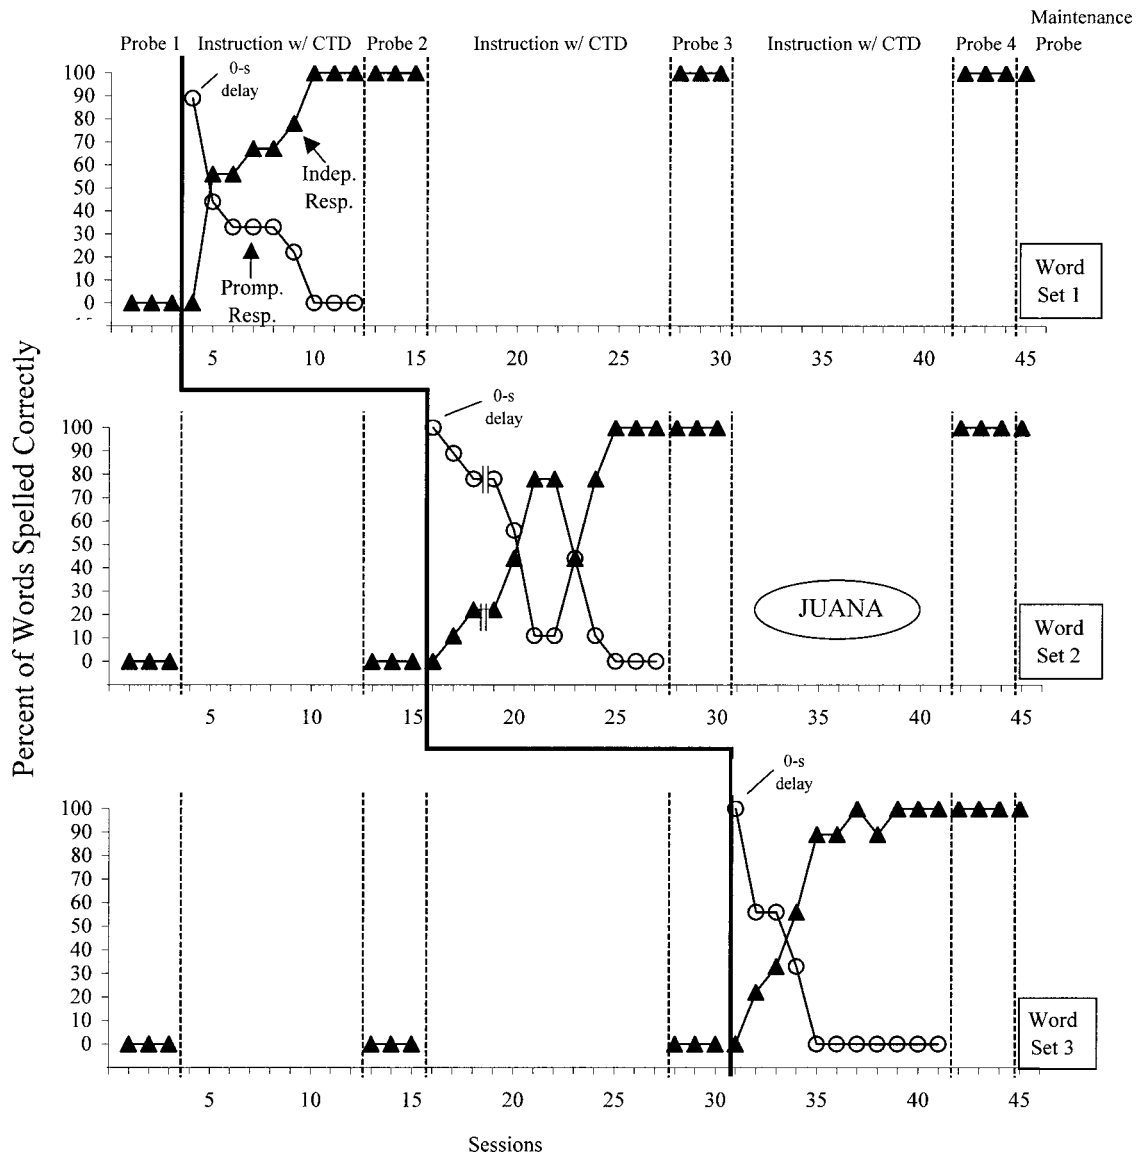 Maintenance
Probe 1 Instruction w/ CTD Probe 2 Instruction w/ CTD Probe 3 Instruction w/ CTD Probe 4 Probe
100
90
80
70
60
50
40
30
20
10
0
0-s
delay
Indep.
Resp.
Promp.
Resp.
Word
Set 1
5 10 15 20 25 30 35 40 45
Percent of Words Spelled Correctly
100
90
80
70
60
50
40
30
20
10
0
0-s
delay
JUANA
Word
Set 2
5 10 15 20 25 30 35 40 45
100
90
80
70
60
50
40
30
20
10
0
0-s
delay
Word
Set 3
5 10 15 20 25 30 35 40 45
Sessions